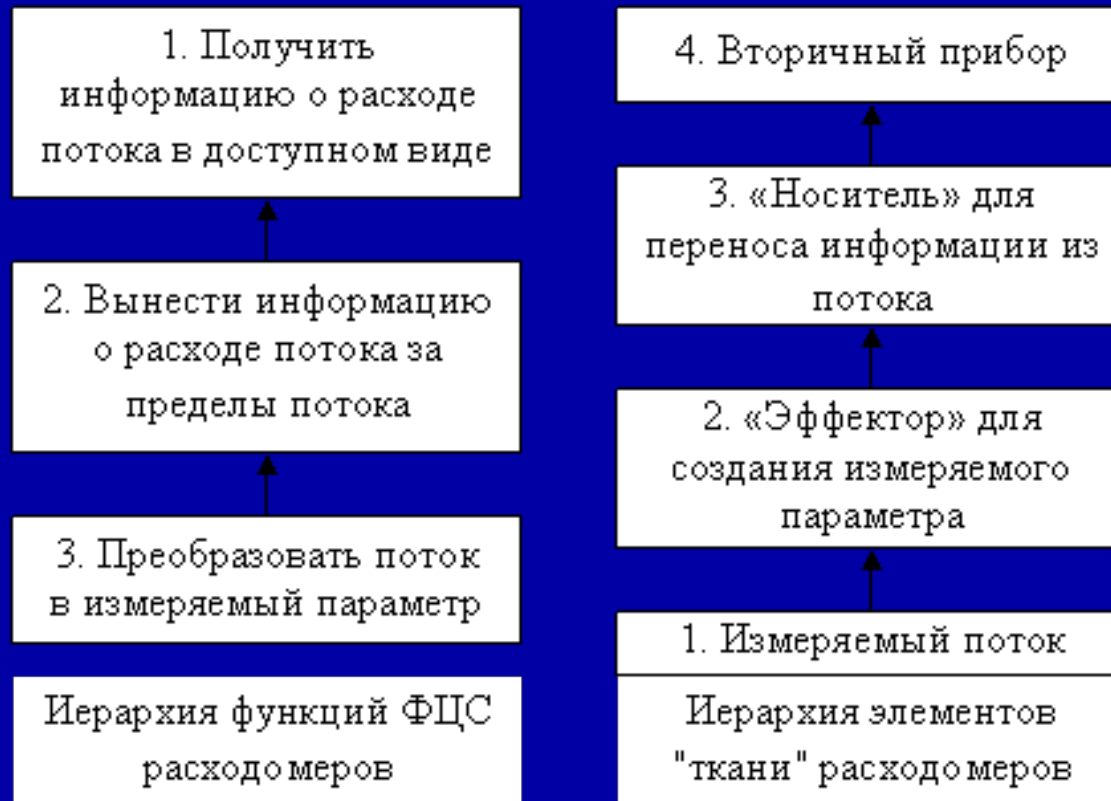 1. Получить
информацию о расходе
потока в доступном виде
2. Вынести информацию
о расходе потока за
пределы потока
3. Преобразовать поток
в измеряемый параметр
Иерархия функций ФЦС
расходомеров
4. Вторичный прибор
3. «Носитель» для
переноса информации из
потока
2. «Эффектор» для
создания измеряемого
параметра
1. Измеряемый поток
Иерархия элементов
"ткани" расходомеров